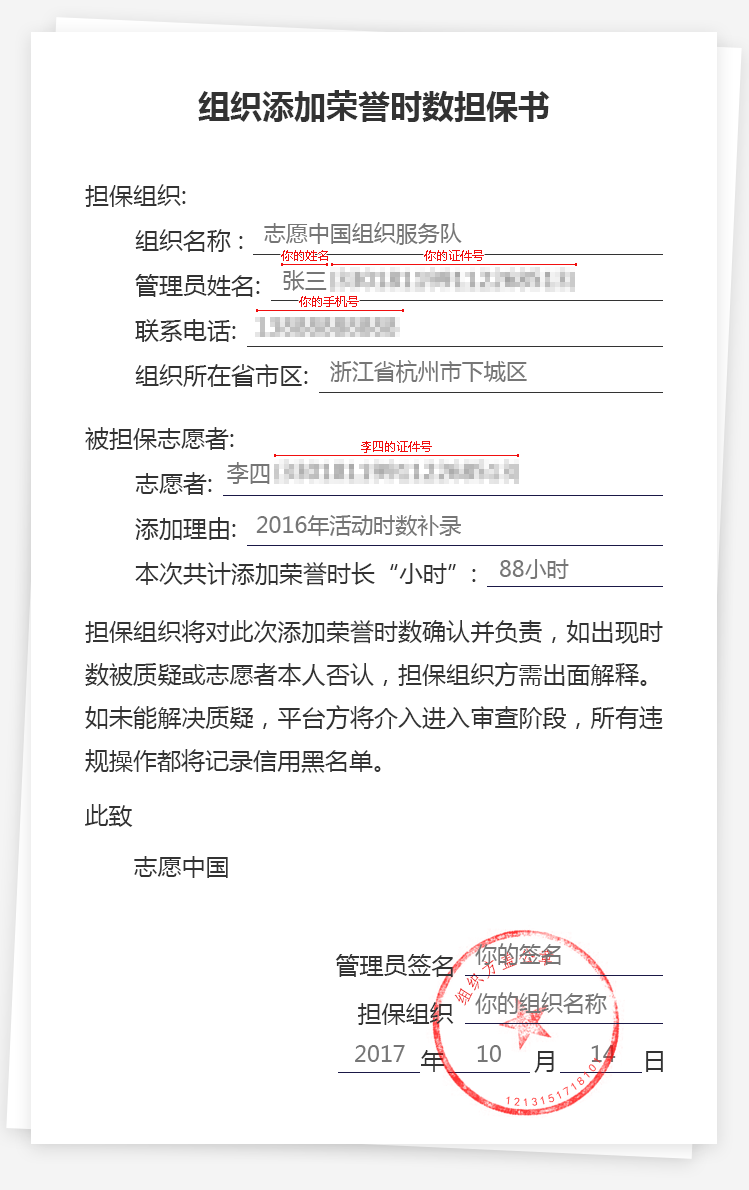 组织添加荣誉时数担保书
担保组织:
组织名称： 志愿中国组织服务队
你的姓名 你的证件号
管理员姓名: 张三
你的手机号
联系电话:
组织所在省市区: 浙江省杭州市下城区
被担保志愿者:
李四的证件号
志愿者: 李四
添加理由: 2016年活动时数补录
本次共计添加荣誉时长“小时”： 88小时
担保组织将对此次添加荣誉时数确认并负责，如出现时
数被质疑或志愿者本人否认，担保组织方需出面解释。
如未能解决质疑，平台方将介入进入审查阶段，所有违
规操作都将记录信用黑名单。
此致
志愿中国
管理员签名 你的签名
组织方盖公章
担保组织 你的组织名称
2017 年 10 月 14 日